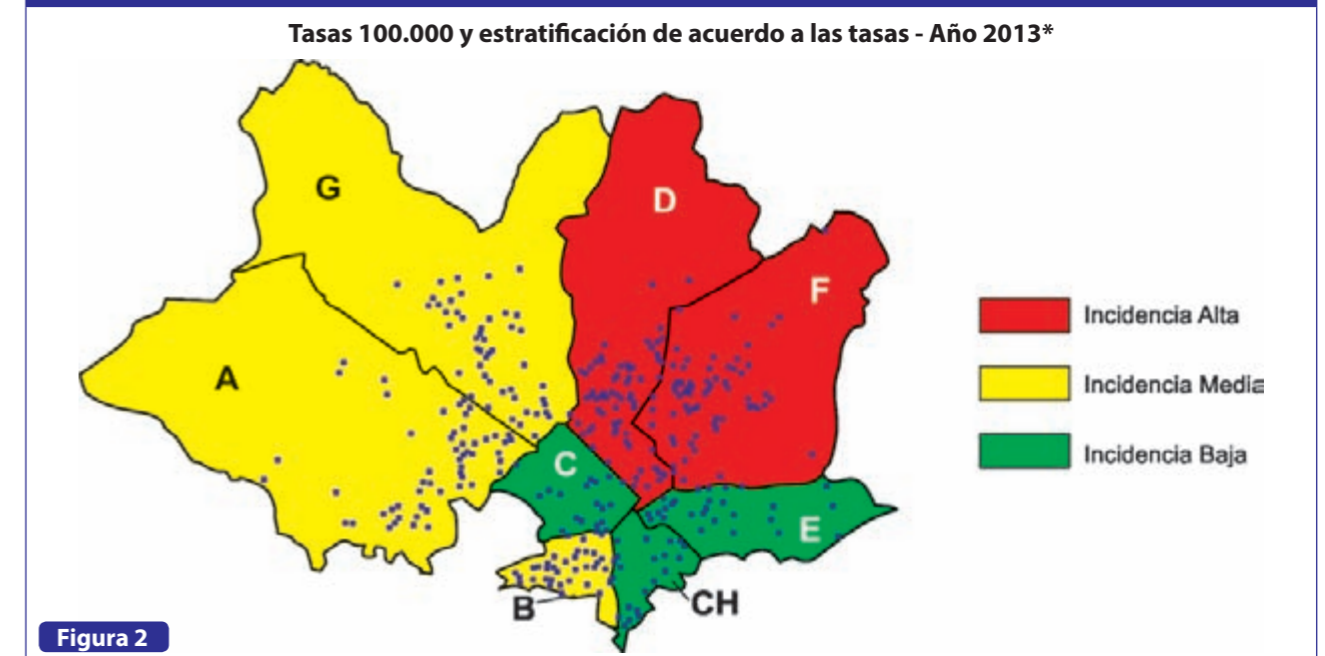 Tasas 100.000 y estratificación de acuerdo a las tasas - Año 2013*
G
D
F
A
C
E
B
CH
Incidencia Alta
Incidencia Media
Incidencia Baja
Figura 2